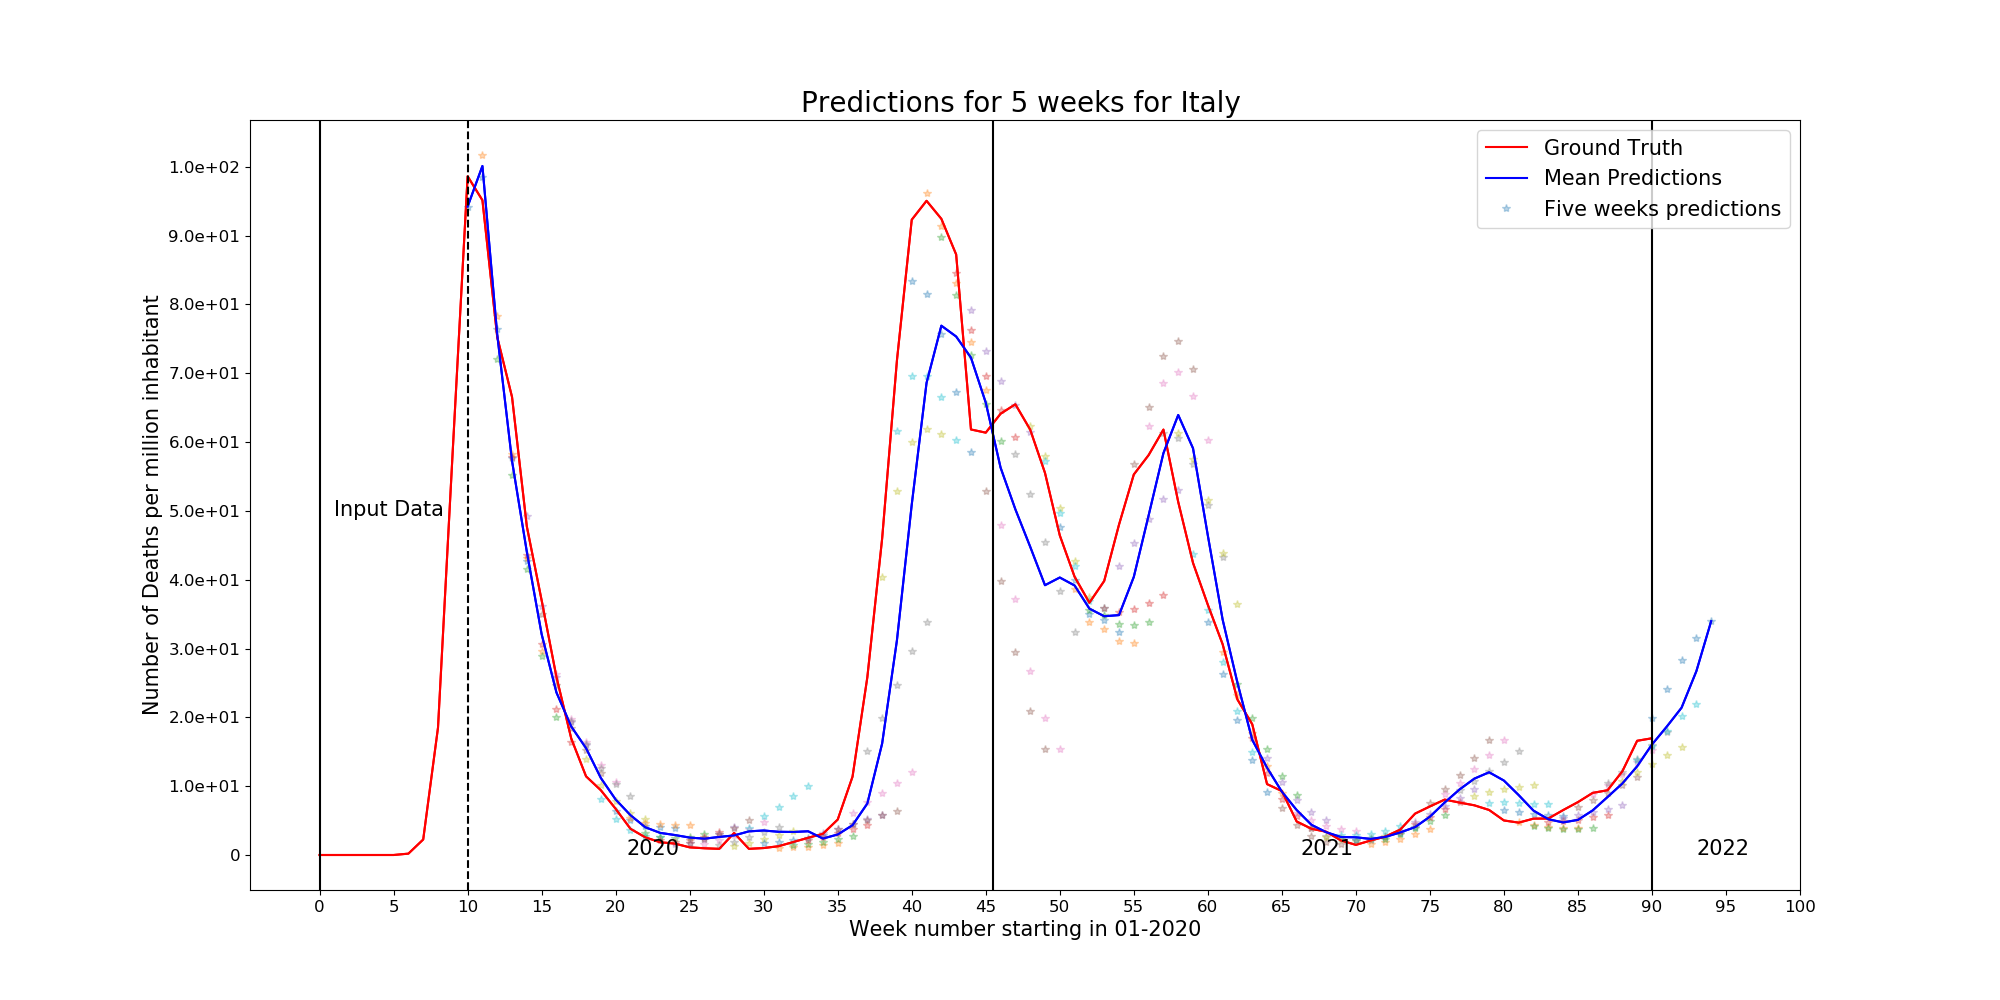 Predictions for 5 weeks for Italy
Ground Truth
Mean Predictions
Five weeks predictions
Number of Deaths per million inhabitant
1.0e+02
9.0e+01
8.0e+01
7.0e+01
6.0e+01
5.0e+01
4.0e+01
3.0e+01
2.0e+01
1.0e+01
0
Input Data
2020 2021 2022
0 5 10 15 20 25 30 35 40 45 50 55 60 65 70 75 80 85 90 95 100
Week number starting in 01-2020